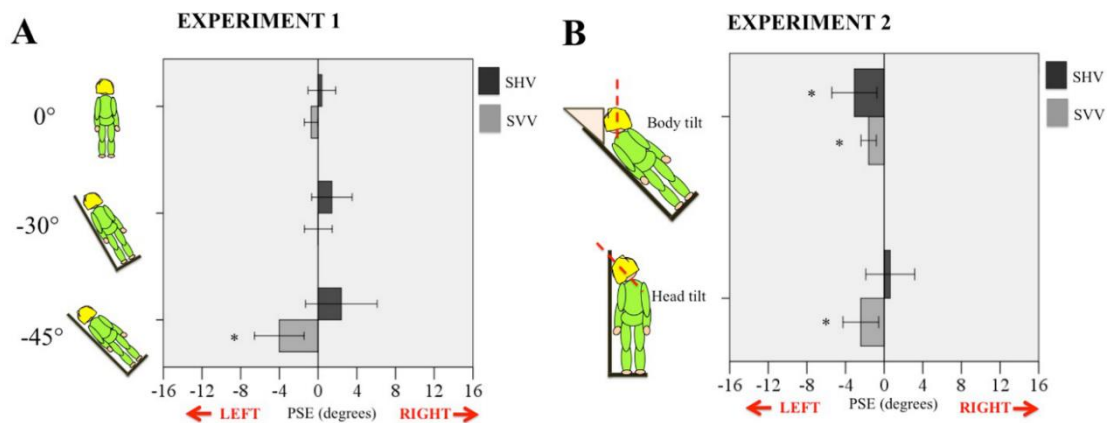 A
EXPERIMENT 1
SHV
SVV
0°
-30°
-45°
*
-16 -12 -8 -4 0 4 8 12 16
LEFT PSE (degrees) RIGHT
B
EXPERIMENT 2
SHV
SVV
*
Body tilt
*
Head tilt
*
-16 -12 -8 -4 0 4 8 12 16
LEFT PSE (degrees) RIGHT